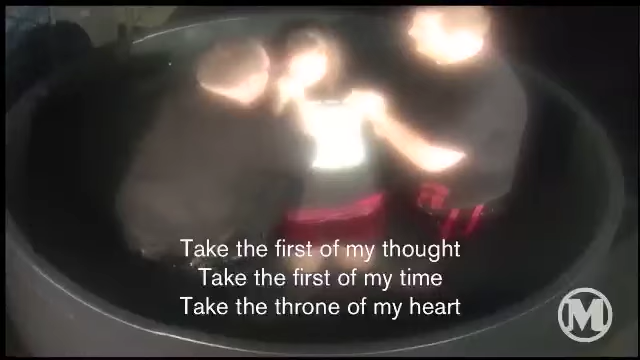 Take the first of my thought
Take the first of my time
Take the throne of my heart
M